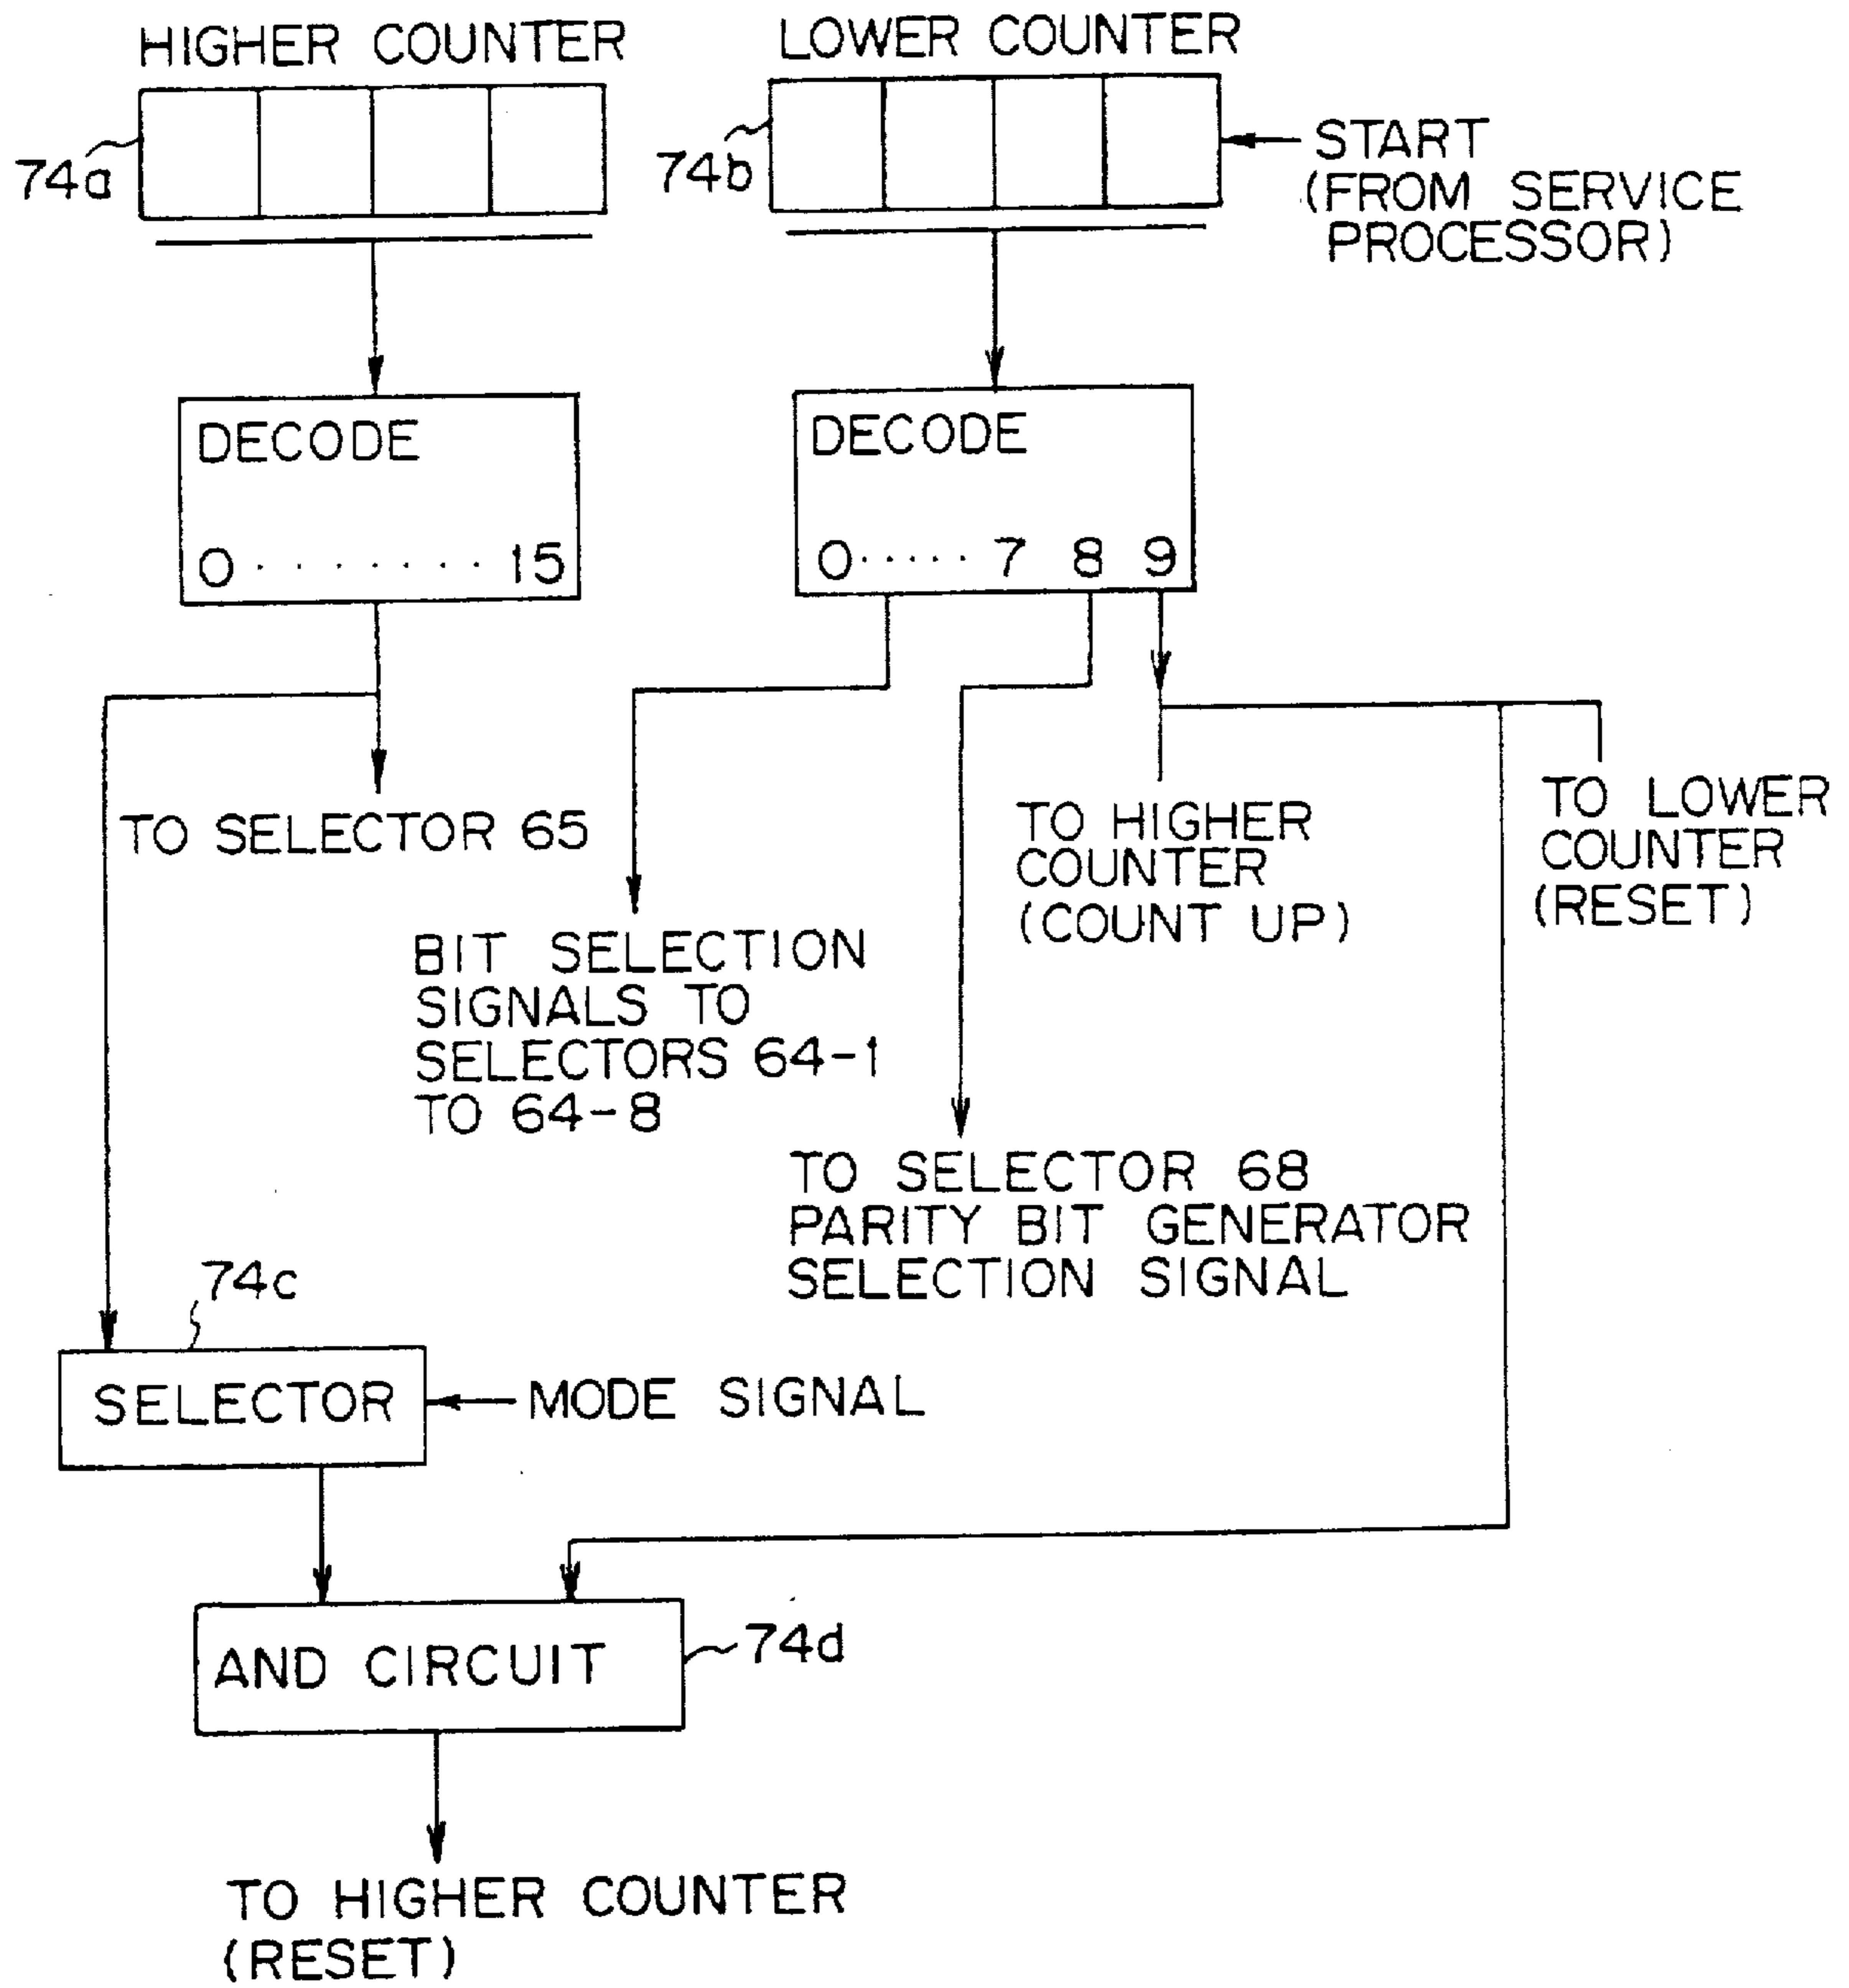 HIGHER COUNTER
LOWER COUNTER
74a
74b
START
(FROM SERVICE
PROCESSOR)
DECODE
0 ........ 15
DECODE
0 ..... 7 8 9
TO SELECTOR 65
BIT SELECTION
SIGNALS TO
SELECTORS 64-1
TO 64-8
TO HIGHER
COUNTER
(COUNT UP)
TO LOWER
COUNTER
(RESET)
TO SELECTOR 68
PARITY BIT GENERATOR
SELECTION SIGNAL
74c
SELECTOR
MODE SIGNAL
AND CIRCUIT
74d
TO HIGHER COUNTER
(RESET)